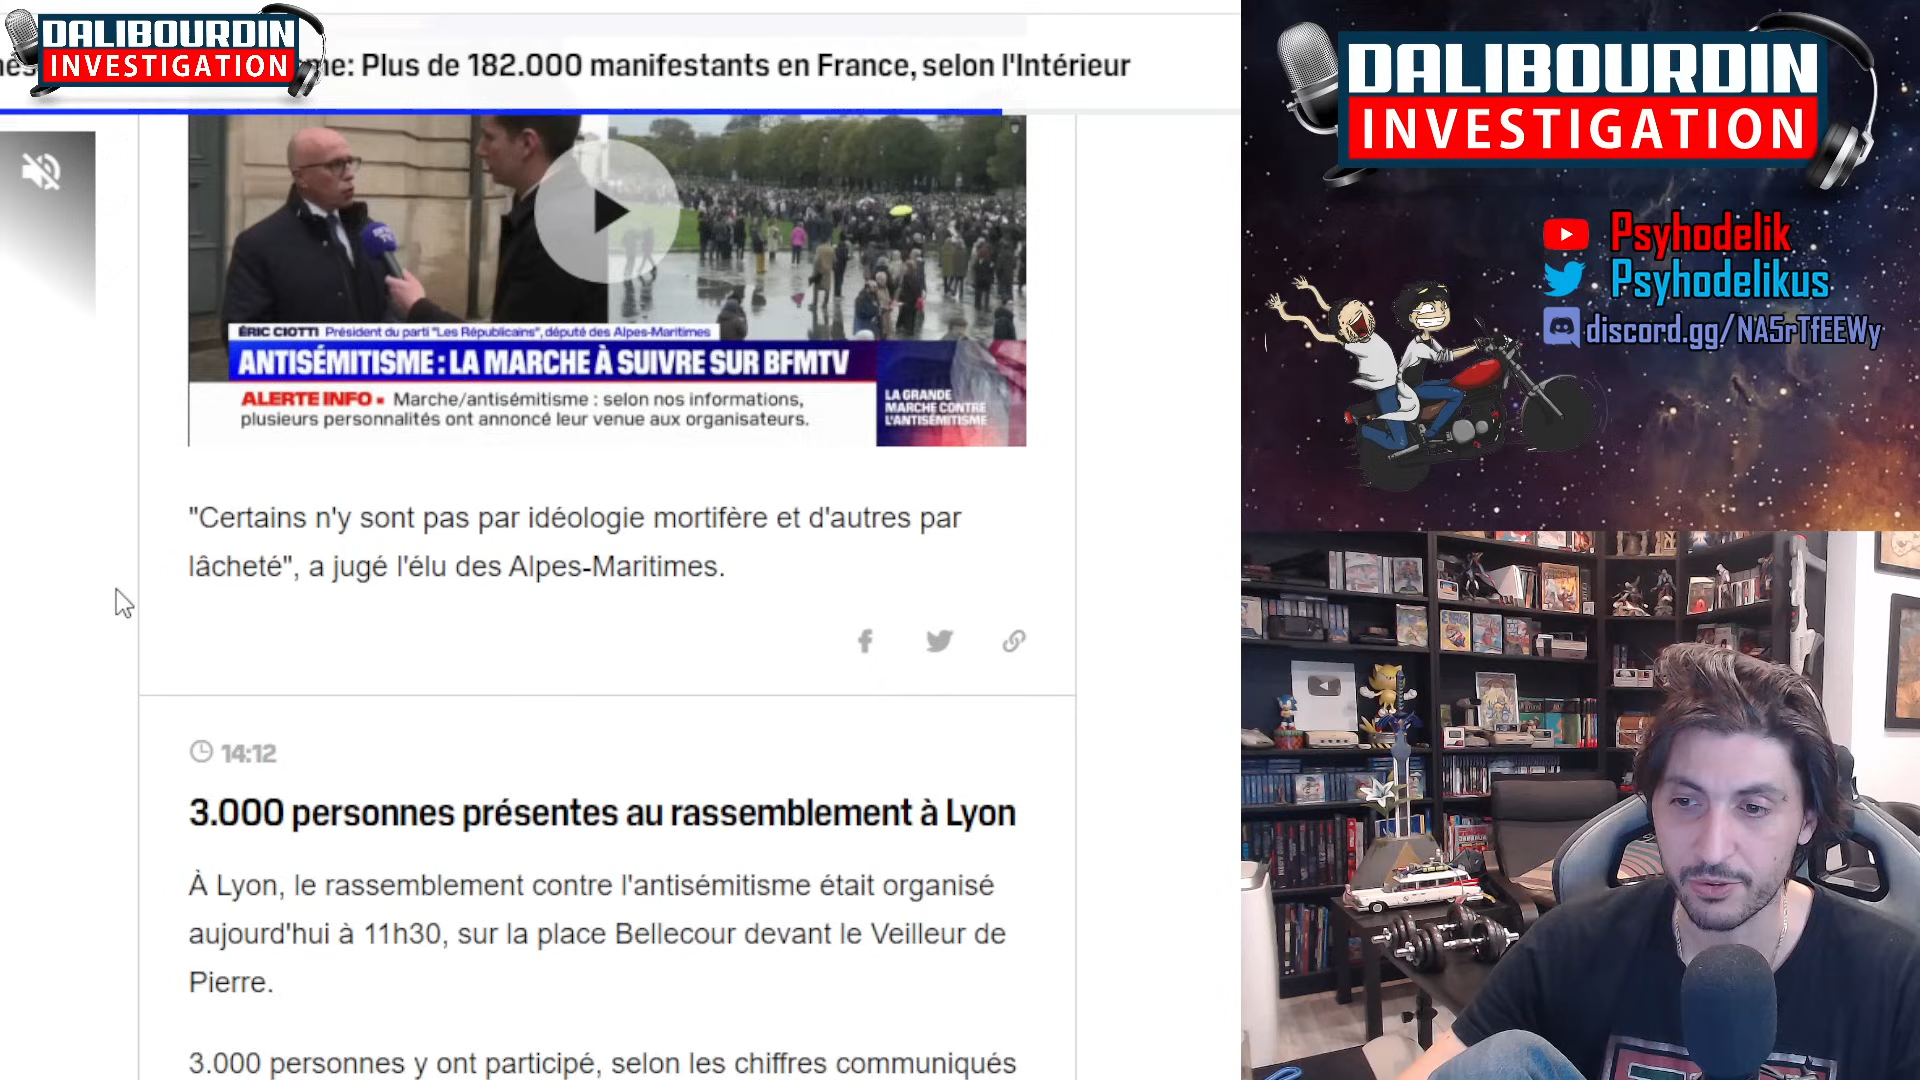 DALIBOURDIN
INVESTIGATION
me: Plus de 182.000 manifestants en France, selon l'Intérieur
ÉRIC CIOTTI Président du parti "Les Républicains", député des Alpes-Maritimes
ANTISÉMITISME : LA MARCHE À SUIVRE SUR BFMTV
ALERTE INFO Marche/antisémitisme : selon nos informations,
plusieurs personnalités ont annoncé leur venue aux organisateurs.
LA GRANDE
MARCHE CONTRE
L'ANTISÉMITISME
"Certains n'y sont pas par idéologie mortifère et d'autres par
lâcheté", a jugé l'élu des Alpes-Maritimes.
14:12
3.000 personnes présentes au rassemblement à Lyon
À Lyon, le rassemblement contre l'antisémitisme était organisé
aujourd'hui à 11h30, sur la place Bellecour devant le Veilleur de
Pierre.
3.000 personnes y ont participé, selon les chiffres communiqués
DALIBOURDIN
INVESTIGATION
Psyhodelik
Psyhodelikus
discord.gg/NA5rTfEEWy